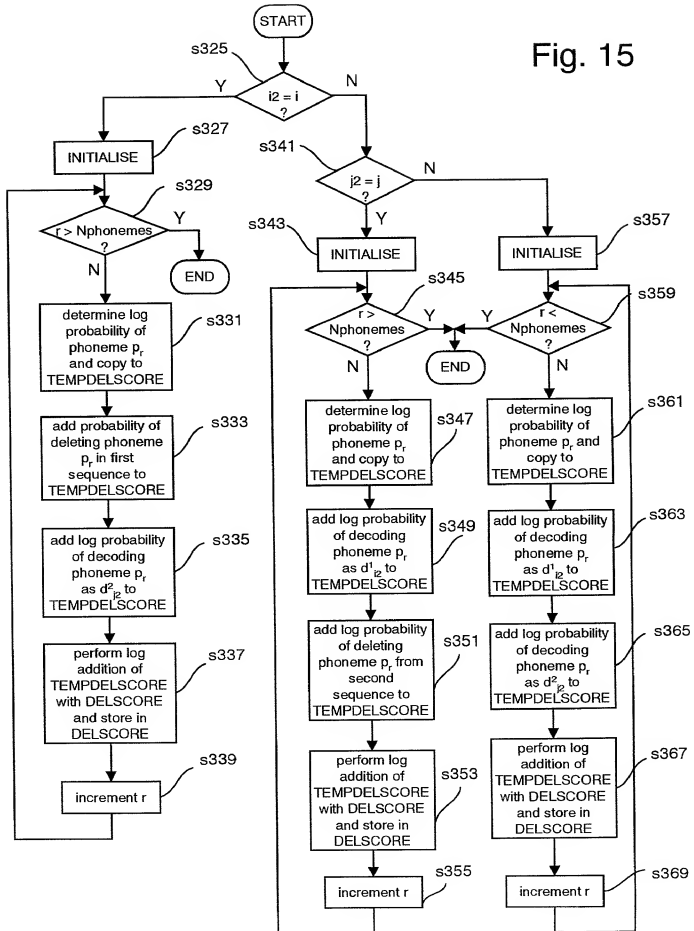 START
Fig. 15
s325
Y
N
i2 = i
?
s327
s341
INITIALISE
j2 = j
?
N
Y
s329
s343
s357
r > Nphonemes
?
Y
N
END
INITIALISE
INITIALISE
s345
s359
r >
Nphonemes
?
Y
Y
r <
Nphonemes
?
N
END
N
determine log
probability of
phoneme pr
and copy to
TEMPDELSCORE
s331
add probability of
deleting phoneme
pr in first
sequence to
TEMPDELSCORE
s333
add log probability
of decoding
phoneme pr
as d²j2 to
TEMPDELSCORE
s335
perform log
addition of
TEMPDELSCORE
with DELSCORE
and store in
DELSCORE
s337
increment r
s339
determine log
probability of
phoneme pr
and copy to
TEMPDELSCORE
s347
add log probability
of decoding
phoneme pr
as d¹i2 to
TEMPDELSCORE
s349
add log probability
of deleting
phoneme pr from
second
sequence to
TEMPDELSCORE
s351
perform log
addition of
TEMPDELSCORE
with DELSCORE
and store in
DELSCORE
s353
increment r
s355
determine log
probability of
phoneme pr and
copy to
TEMPDELSCORE
s361
add log probability
of decoding
phoneme pr
as d¹i2 to
TEMPDELSCORE
s363
add log probability
of decoding
phoneme pr
as d²j2 to
TEMPDELSCORE
s365
perform log
addition of
TEMPDELSCORE
with DELSCORE
and store in
DELSCORE
s367
increment r
s369